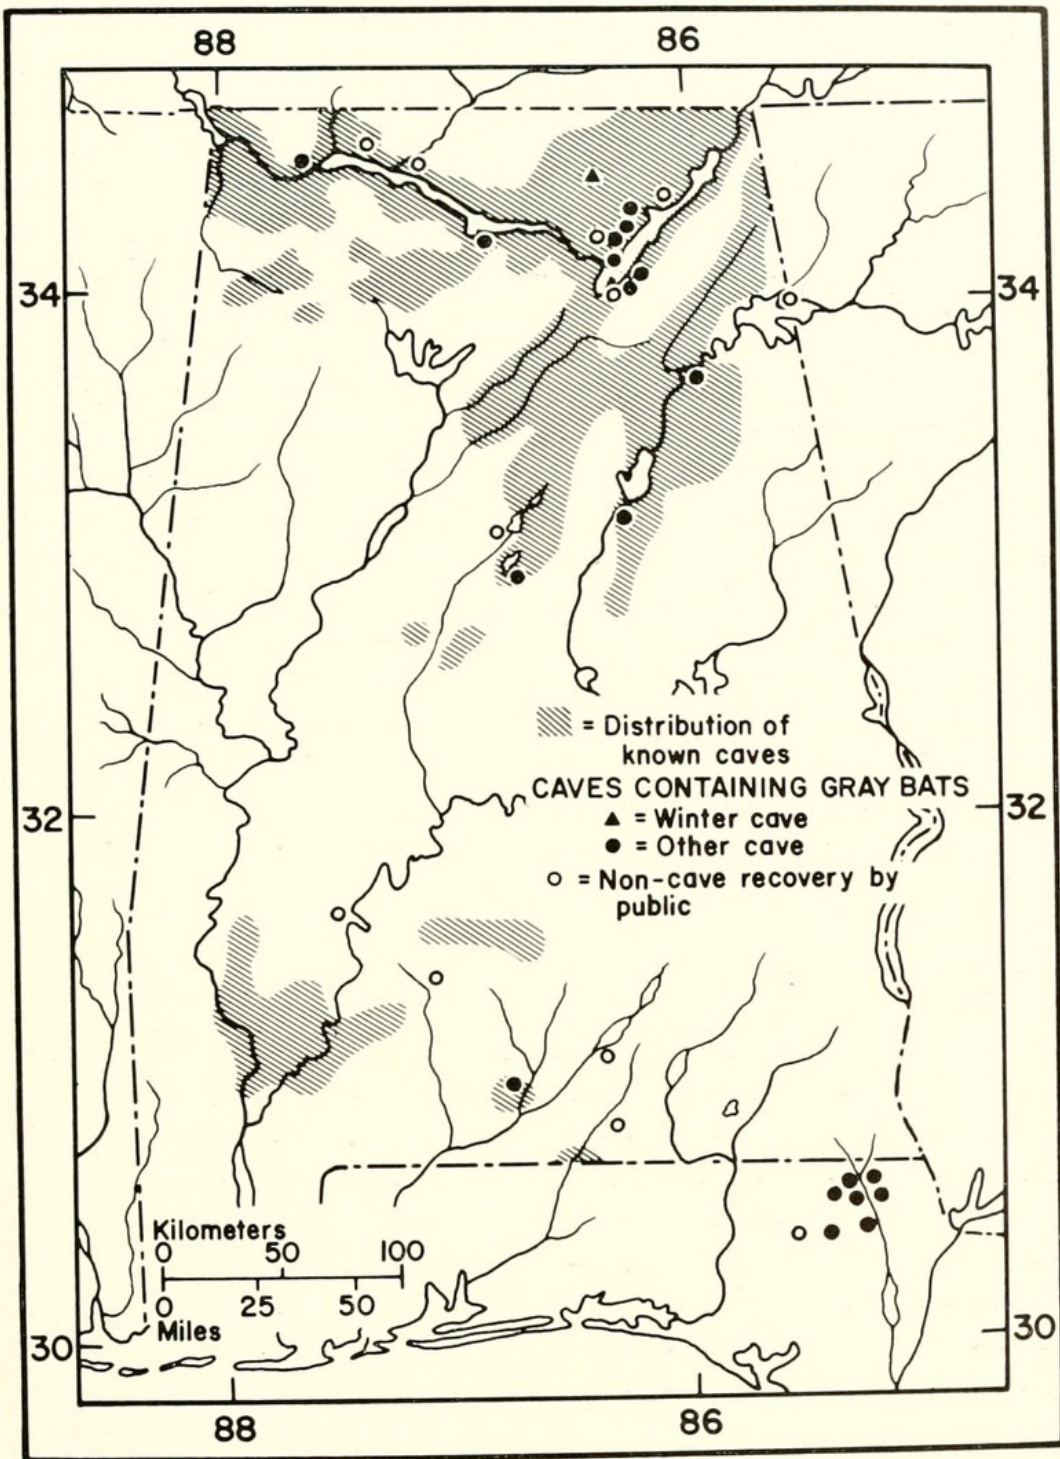 88 86
34 34
= Distribution of
known caves
CAVES CONTAINING GRAY BATS
= Winter cave
= Other cave
= Non-cave recovery by
public
32 32
Kilometers
0 50 100
0 25 50
Miles
30 30
88 86